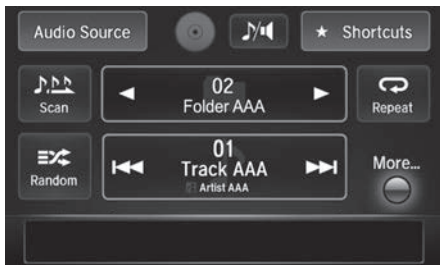 Audio Source
★ Shortcuts
Scan
02
Folder AAA
Repeat
Random
01
Track AAA
Artist AAA
More...